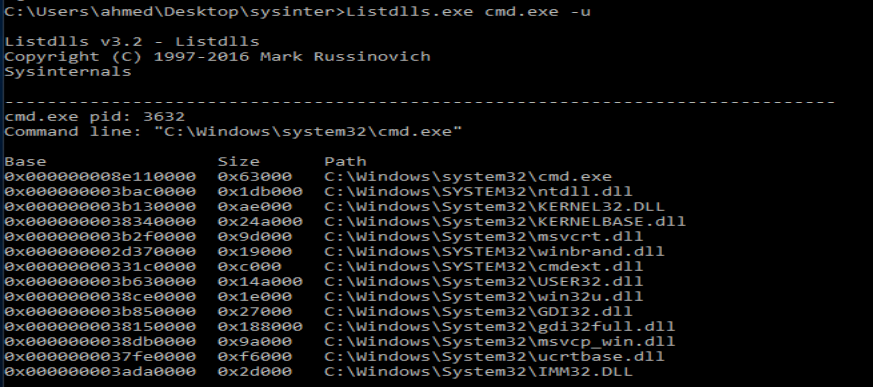 C:\Users\ahmed\Desktop\sysinter>Listdlls.exe cmd.exe -u
Listdlls v3.2 - Listdlls
Copyright (C) 1997-2016 Mark Russinovich
Sysinternals
------------------------------------------------------------------------------
cmd.exe pid: 3632
Command line: "C:\Windows\system32\cmd.exe"
Base Size Path
0x000000008e110000 0x63000 C:\Windows\system32\cmd.exe
0x000000003bac0000 0x1db000 C:\Windows\SYSTEM32\ntdll.dll
0x000000003b130000 0xae000 C:\Windows\System32\KERNEL32.DLL
0x0000000038340000 0x24a000 C:\Windows\System32\KERNELBASE.dll
0x000000003b2f0000 0x9d000 C:\Windows\System32\msvcrt.dll
0x000000002d370000 0x19000 C:\Windows\SYSTEM32\winbrand.dll
0x00000000331c0000 0xc000 C:\Windows\System32\cmdext.dll
0x000000003b630000 0x14a000 C:\Windows\System32\USER32.dll
0x0000000038ce0000 0x1e000 C:\Windows\System32\win32u.dll
0x000000003b850000 0x27000 C:\Windows\System32\GDI32.dll
0x0000000038150000 0x188000 C:\Windows\System32\gdi32full.dll
0x0000000038db0000 0x9a000 C:\Windows\System32\msvcp_win.dll
0x0000000037fe0000 0xf6000 C:\Windows\System32\ucrtbase.dll
0x000000003ada0000 0x2d000 C:\Windows\System32\IMM32.DLL